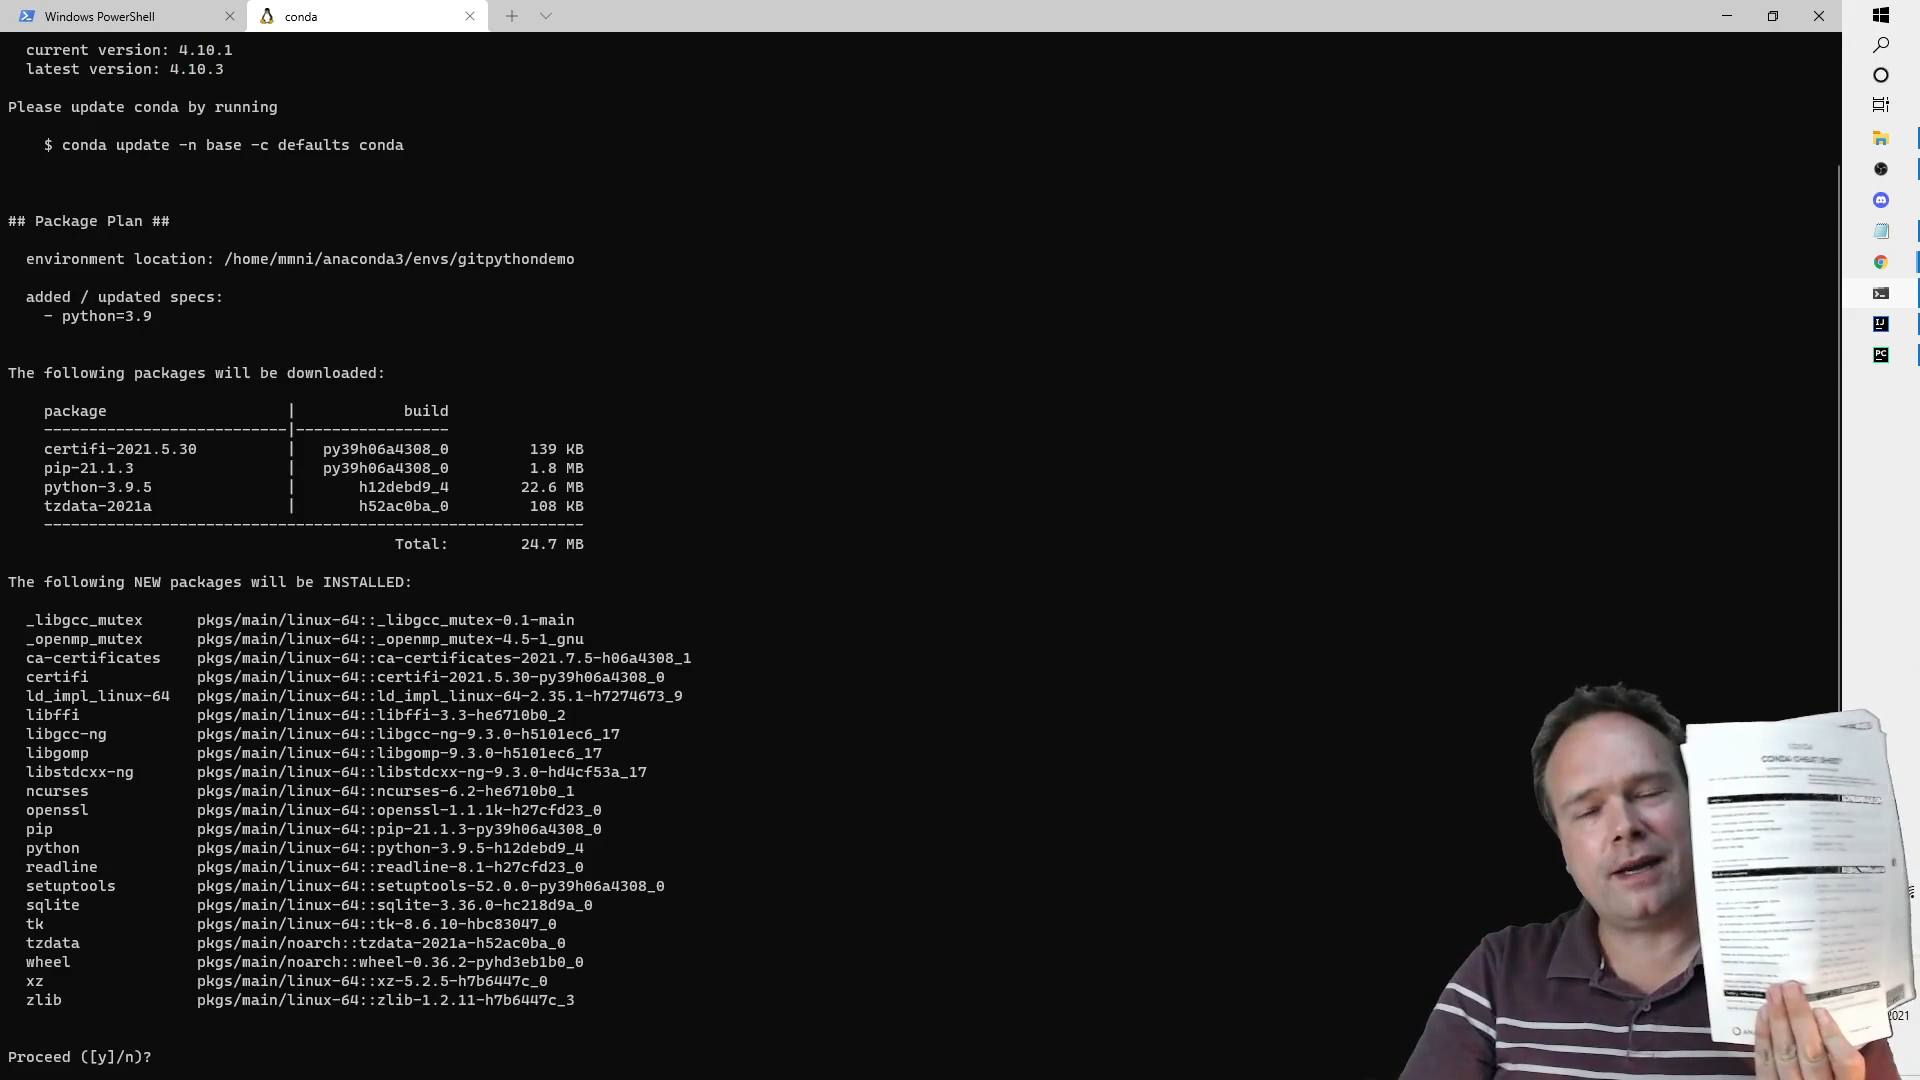 Windows PowerShell
conda
current version: 4.10.1
latest version: 4.10.3
Please update conda by running
$ conda update -n base -c defaults conda
## Package Plan ##
environment location: /home/mmni/anaconda3/envs/gitpythondemo
added / updated specs:
- python=3.9
The following packages will be downloaded:
package | build
---------------------------|-----------------
certifi-2021.5.30 | py39h06a4308_0 139 KB
pip-21.1.3 | py39h06a4308_0 1.8 MB
python-3.9.5 | h12debd9_4 22.6 MB
tzdata-2021a | h52ac0ba_0 108 KB
------------------------------------------------------------
Total: 24.7 MB
The following NEW packages will be INSTALLED:
_libgcc_mutex pkgs/main/linux-64::_libgcc_mutex-0.1-main
_openmp_mutex pkgs/main/linux-64::_openmp_mutex-4.5-1_gnu
ca-certificates pkgs/main/linux-64::ca-certificates-2021.7.5-h06a4308_1
certifi pkgs/main/linux-64::certifi-2021.5.30-py39h06a4308_0
ld_impl_linux-64 pkgs/main/linux-64::ld_impl_linux-64-2.35.1-h7274673_9
libffi pkgs/main/linux-64::libffi-3.3-he6710b0_2
libgcc-ng pkgs/main/linux-64::libgcc-ng-9.3.0-h5101ec6_17
libgomp pkgs/main/linux-64::libgomp-9.3.0-h5101ec6_17
libstdcxx-ng pkgs/main/linux-64::libstdcxx-ng-9.3.0-hd4cf53a_17
ncurses pkgs/main/linux-64::ncurses-6.2-he6710b0_1
openssl pkgs/main/linux-64::openssl-1.1.1k-h27cfd23_0
pip pkgs/main/linux-64::pip-21.1.3-py39h06a4308_0
python pkgs/main/linux-64::python-3.9.5-h12debd9_4
readline pkgs/main/linux-64::readline-8.1-h27cfd23_0
setuptools pkgs/main/linux-64::setuptools-52.0.0-py39h06a4308_0
sqlite pkgs/main/linux-64::sqlite-3.36.0-hc218d9a_0
tk pkgs/main/linux-64::tk-8.6.10-hbc83047_0
tzdata pkgs/main/noarch::tzdata-2021a-h52ac0ba_0
wheel pkgs/main/noarch::wheel-0.36.2-pyhd3eb1b0_0
xz pkgs/main/linux-64::xz-5.2.5-h7b6447c_0
zlib pkgs/main/linux-64::zlib-1.2.11-h7b6447c_3
Proceed ([y]/n)?
IJ
PC
CONDA CHEAT SHEET
2021